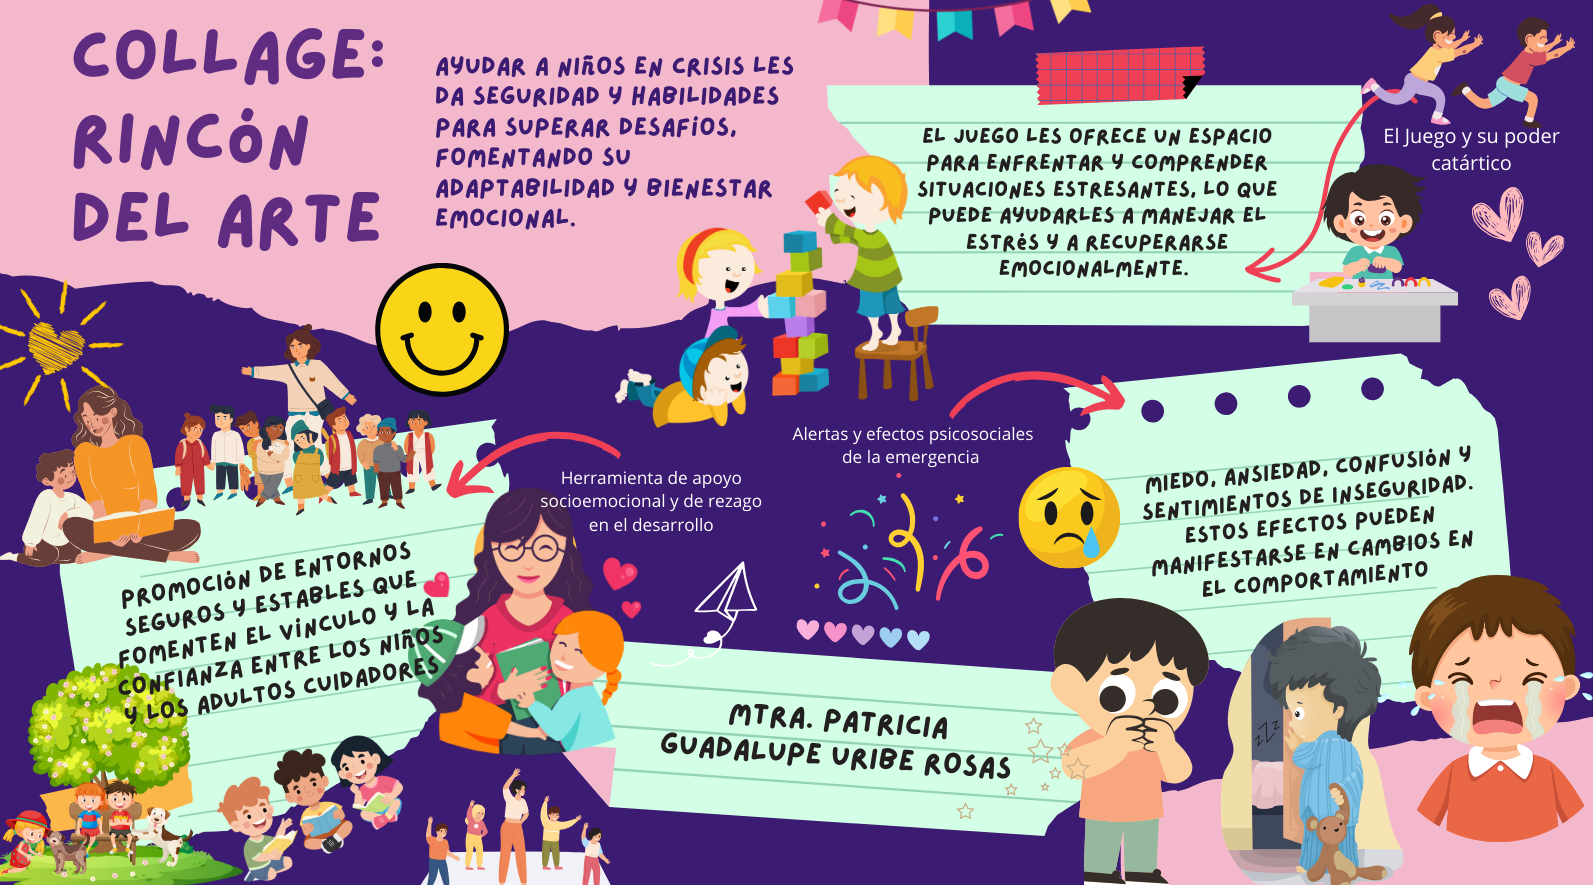 COLLAGE:
RINCÓN
DEL ARTE
AYUDAR A NIÑOS EN CRISIS LES
DA SEGURIDAD Y HABILIDADES
PARA SUPERAR DESAFÍOS,
FOMENTANDO SU
ADAPTABILIDAD Y BIENESTAR
EMOCIONAL.
EL JUEGO LES OFRECE UN ESPACIO
PARA ENFRENTAR Y COMPRENDER
SITUACIONES ESTRESANTES, LO QUE
PUEDE AYUDARLES A MANEJAR EL
ESTRÉS Y A RECUPERARSE
EMOCIONALMENTE.
El Juego y su poder
catártico
Alertas y efectos psicosociales
de la emergencia
MIEDO, ANSIEDAD, CONFUSIÓN Y
SENTIMIENTOS DE INSEGURIDAD.
ESTOS EFECTOS PUEDEN
MANIFESTARSE EN CAMBIOS EN
EL COMPORTAMIENTO
Herramienta de apoyo
socioemocional y de rezago
en el desarrollo
PROMOCIÓN DE ENTORNOS
SEGUROS Y ESTABLES QUE
FOMENTEN EL VÍNCULO Y LA
CONFIANZA ENTRE LOS NIÑOS
Y LOS ADULTOS CUIDADORES
MTRA. PATRICIA
GUADALUPE URIBE ROSAS
zzz